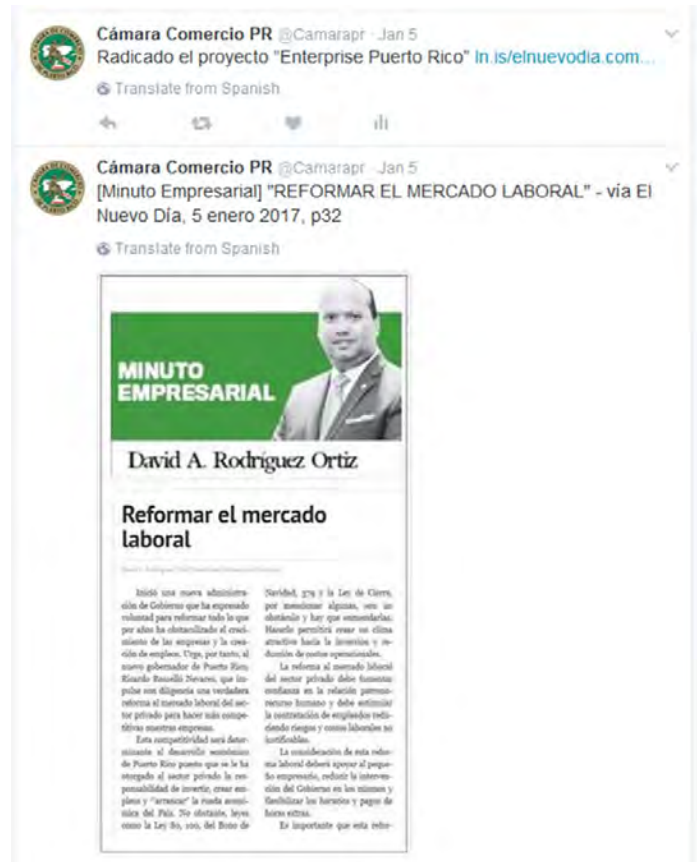 Cámara Comercio PR @Camarapr · Jan 5
Radicado el proyecto "Enterprise Puerto Rico" ln.is/elnuevodia.com...
Translate from Spanish
Cámara Comercio PR @Camarapr · Jan 5
[Minuto Empresarial] "REFORMAR EL MERCADO LABORAL" - vía El
Nuevo Día, 5 enero 2017, p32
Translate from Spanish
MINUTO
EMPRESARIAL
David A. Rodríguez Ortiz
Reformar el mercado
laboral
Inició una nueva administra-
ción de Gobierno que ha expresado
voluntad para reformar todo lo que
por años ha obstaculizado el creci-
miento de las empresas y la crea-
ción de empleos. Urge, por tanto, al
nuevo gobernador de Puerto Rico,
Ricardo Rosselló Nevares, que im-
pulse con diligencia una verdadera
reforma al mercado laboral del sec-
tor privado para hacer más compe-
titivas nuestras empresas.
Esta competitividad será deter-
minante al desarrollo económico
de Puerto Rico puesto que se le ha
otorgado al sector privado la res-
ponsabilidad de invertir, crear em-
pleos y "arrancar" la rueda econó-
mica del País. No obstante, leyes
como la Ley 80, 100, del Bono de
Navidad, 379 y la Ley de Cierre,
por mencionar algunas, son un
obstáculo y hay que enmendarlas.
Hacerlo permitirá crear un clima
atractivo hacia la inversión y re-
ducción de costos operacionales.
La reforma al mercado laboral
del sector privado debe fomentar
confianza en la relación patrono-
recurso humano y debe estimular
la contratación de empleados redu-
ciendo riesgos y costos laborales no
justificables.
La consideración de esta refor-
ma laboral deberá apoyar al peque-
ño empresario, reducir la interven-
ción del Gobierno en los mismos y
flexibilizar los horarios y pagos de
horas extras.
Es importante que esta refor-